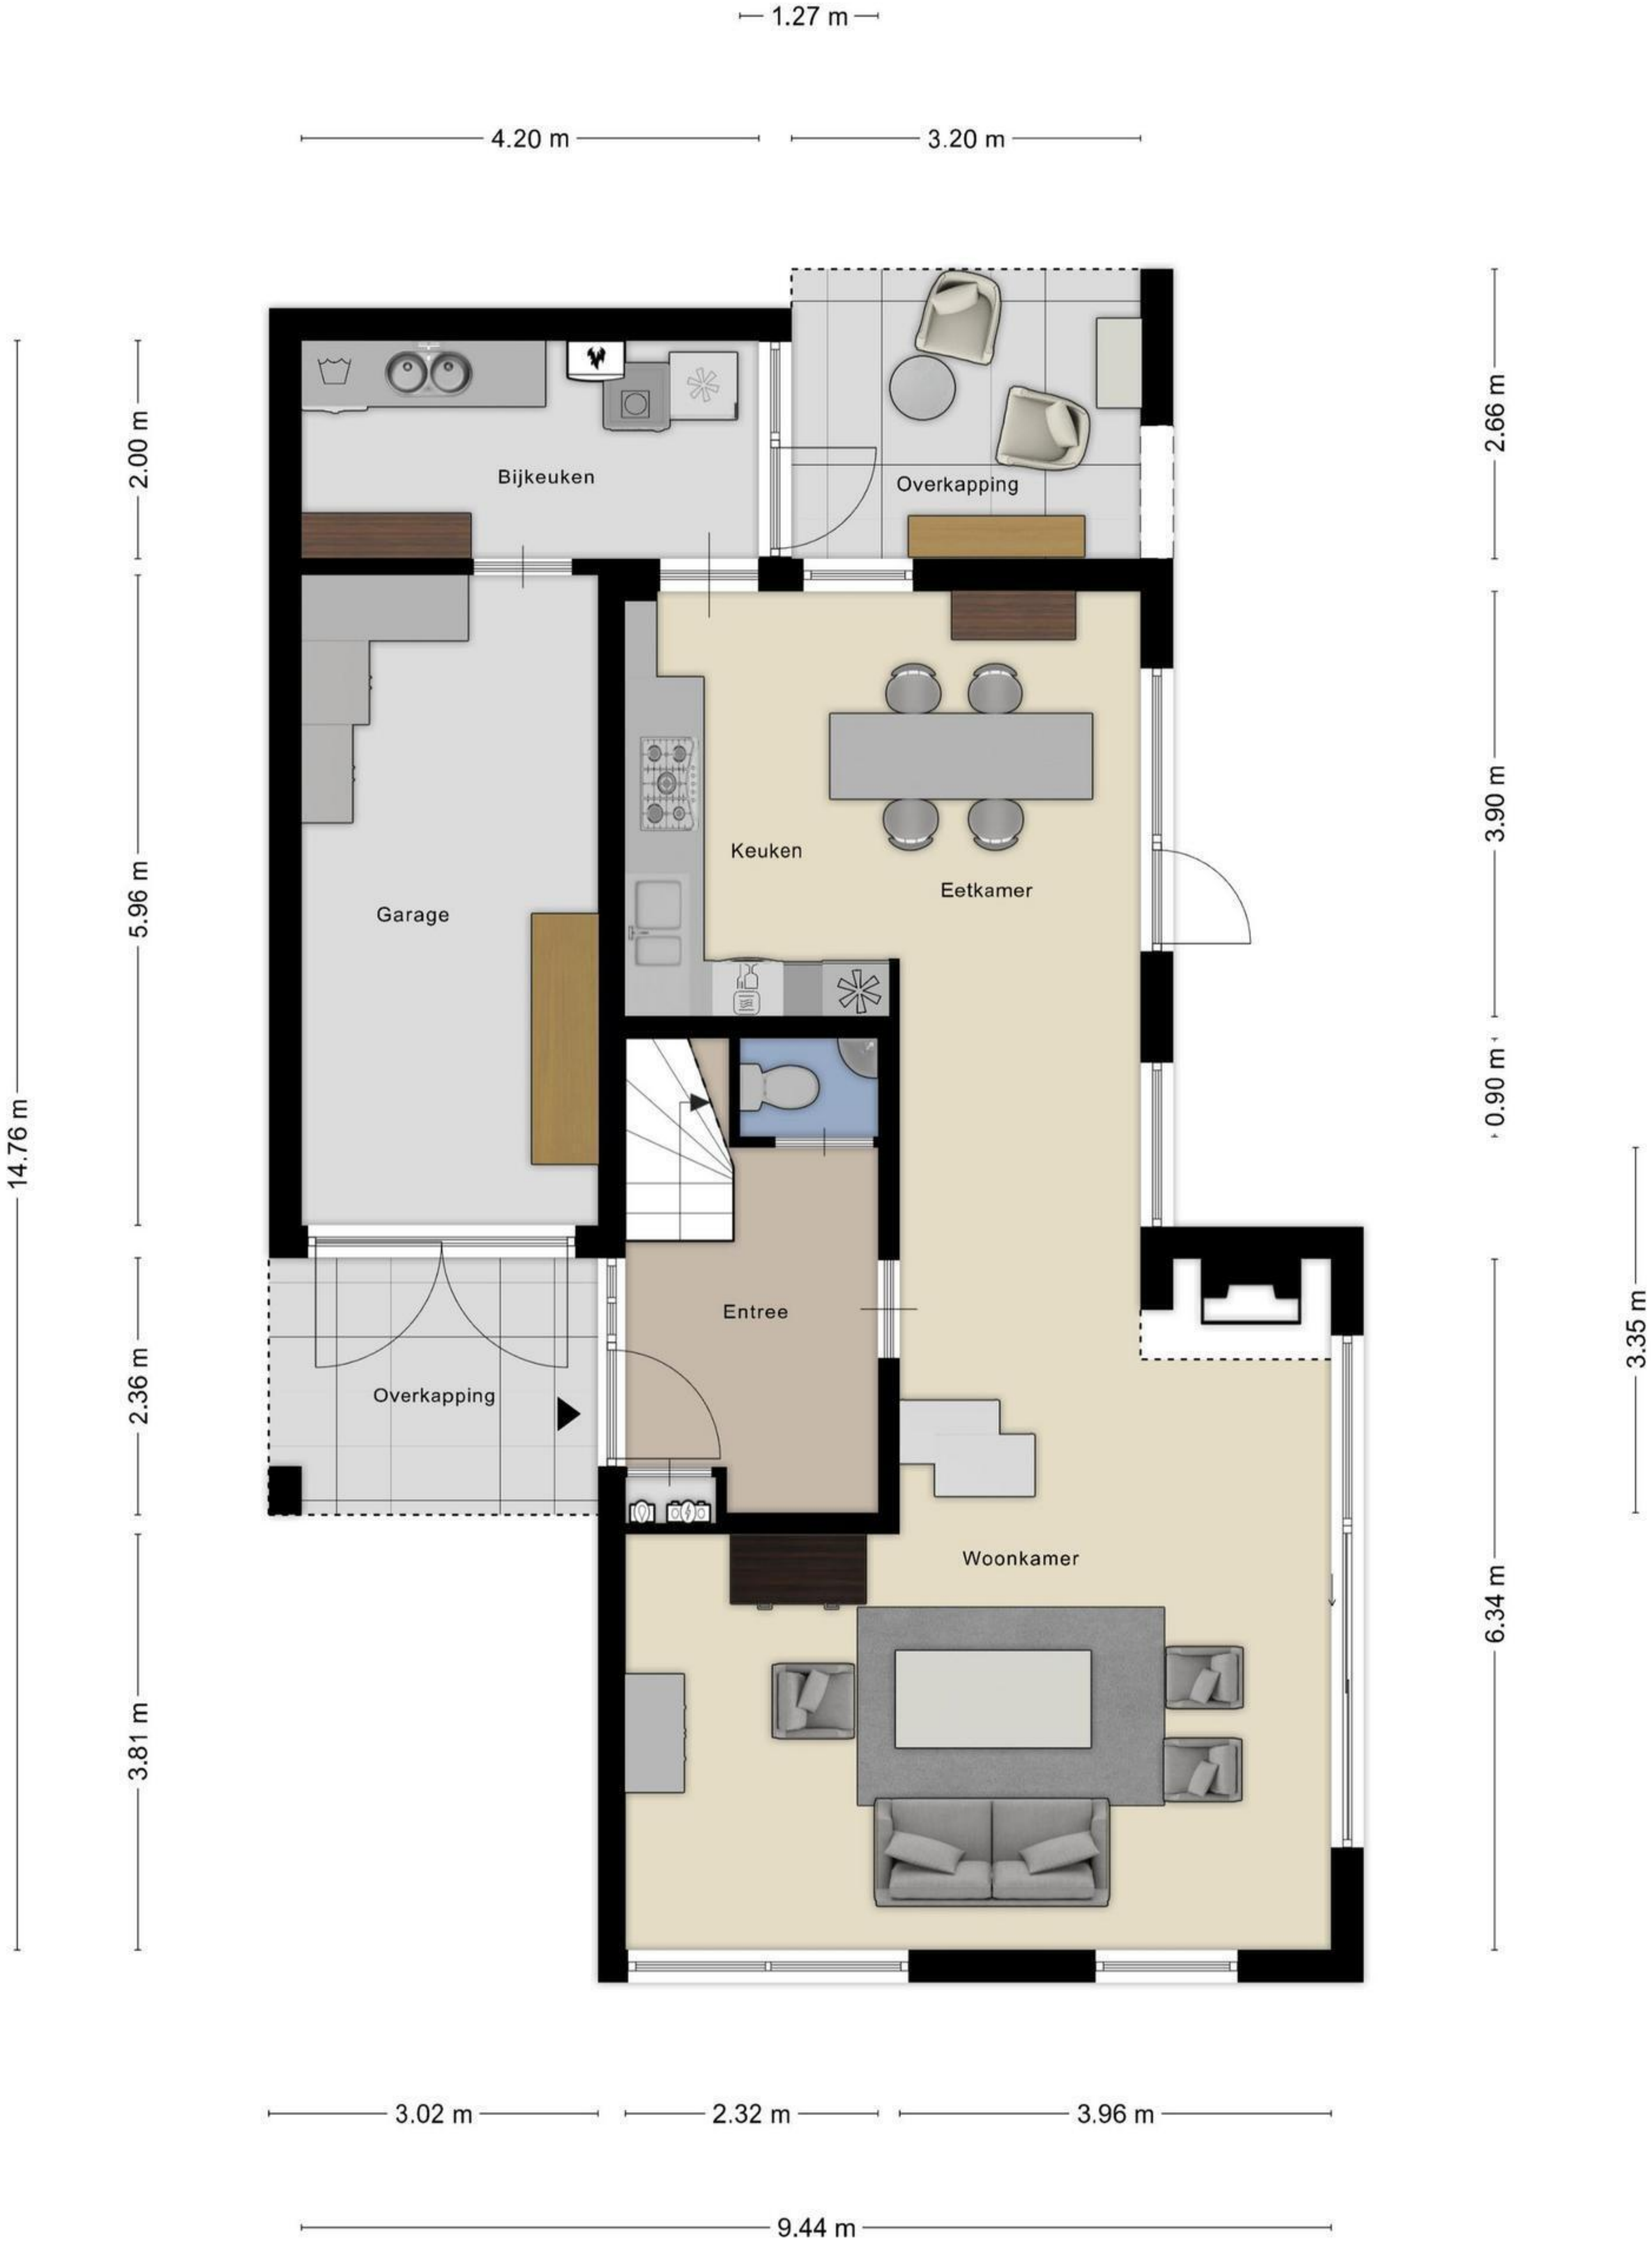 1.27 m
4.20 m
3.20 m
2.66 m
2.00 m
Bijkeuken
Overkapping
3.90 m
Keuken
Eetkamer
5.96 m
Garage
0.90 m
14.76 m
Entree
3.35 m
2.36 m
Overkapping
Woonkamer
6.34 m
3.81 m
3.02 m
2.32 m
3.96 m
9.44 m